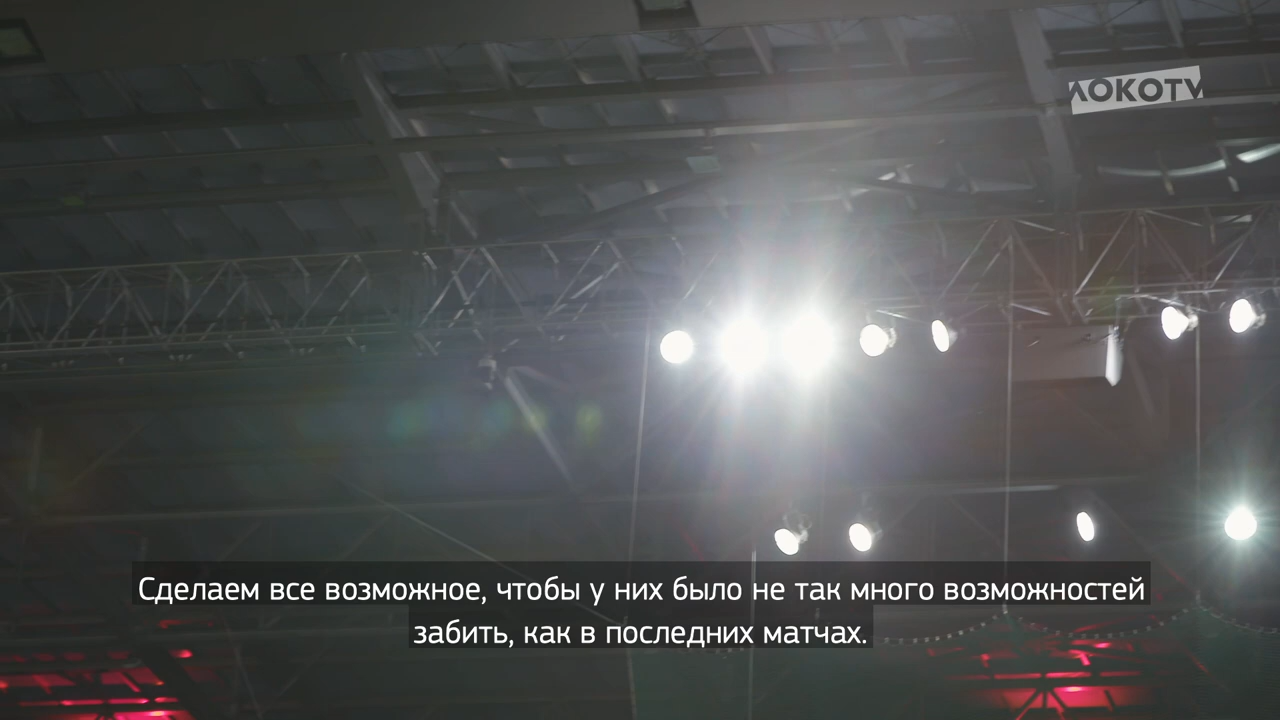 ЛОКОTV
Сделаем все возможное, чтобы у них было не так много возможностей
забить, как в последних матчах.